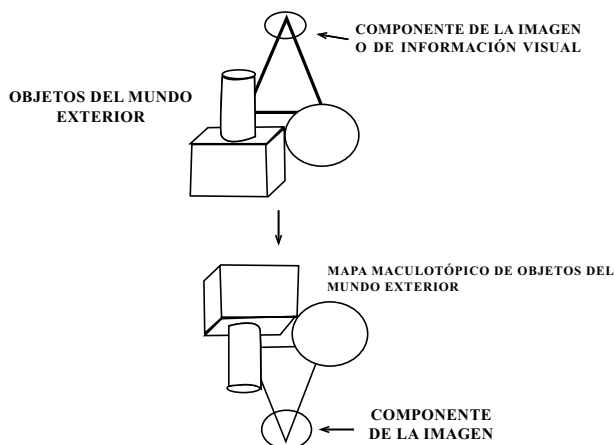 COMPONENTE DE LA IMAGEN
O DE INFORMACIÓN VISUAL
OBJETOS DEL MUNDO
EXTERIOR
MAPA MACULOTÓPICO DE OBJETOS DEL
MUNDO EXTERIOR
COMPONENTE
DE LA IMAGEN